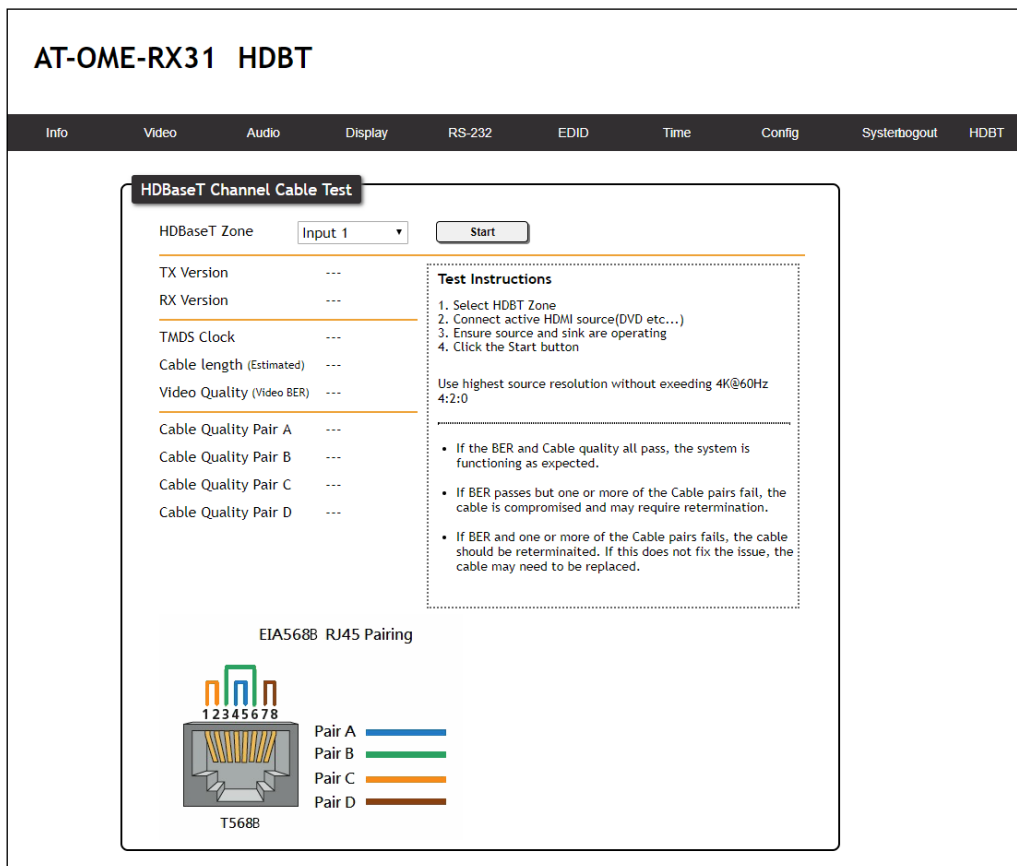 AT-OME-RX31 HDBT
Info Video Audio Display RS-232 EDID Time Config Systembogout HDBT
HDBaseT Channel Cable Test
HDBaseT Zone Input 1 Start
TX Version ---
RX Version ---
TMDS Clock ---
Cable length (Estimated) ---
Video Quality (Video BER) ---
Cable Quality Pair A ---
Cable Quality Pair B ---
Cable Quality Pair C ---
Cable Quality Pair D ---
Test Instructions
1. Select HDBT Zone
2. Connect active HDMI source(DVD etc...)
3. Ensure source and sink are operating
4. Click the Start button
Use highest source resolution without exeeding 4K@60Hz
4:2:0
• If the BER and Cable quality all pass, the system is
functioning as expected.
• If BER passes but one or more of the Cable pairs fail, the
cable is compromised and may require retermination.
• If BER and one or more of the Cable pairs fails, the cable
should be reterminaited. If this does not fix the issue, the
cable may need to be replaced.
EIA568B RJ45 Pairing
12345678
Pair A
Pair B
Pair C
Pair D
T568B